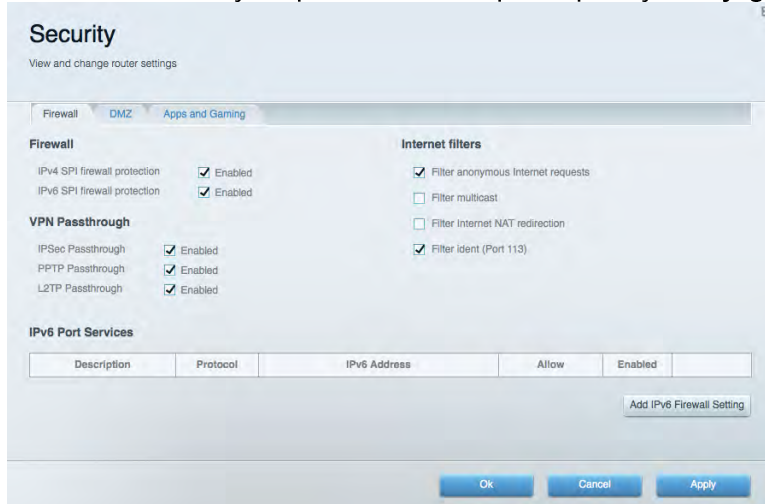 Security
View and change router settings
Firewall DMZ Apps and Gaming
Firewall
IPv4 SPI firewall protection Enabled
IPv6 SPI firewall protection Enabled
VPN Passthrough
IPSec Passthrough Enabled
PPTP Passthrough Enabled
L2TP Passthrough Enabled
Internet filters
Filter anonymous Internet requests
Filter multicast
Filter Internet NAT redirection
Filter ident (Port 113)
IPv6 Port Services
Description Protocol IPv6 Address Allow Enabled
Add IPv6 Firewall Setting
Ok Cancel Apply